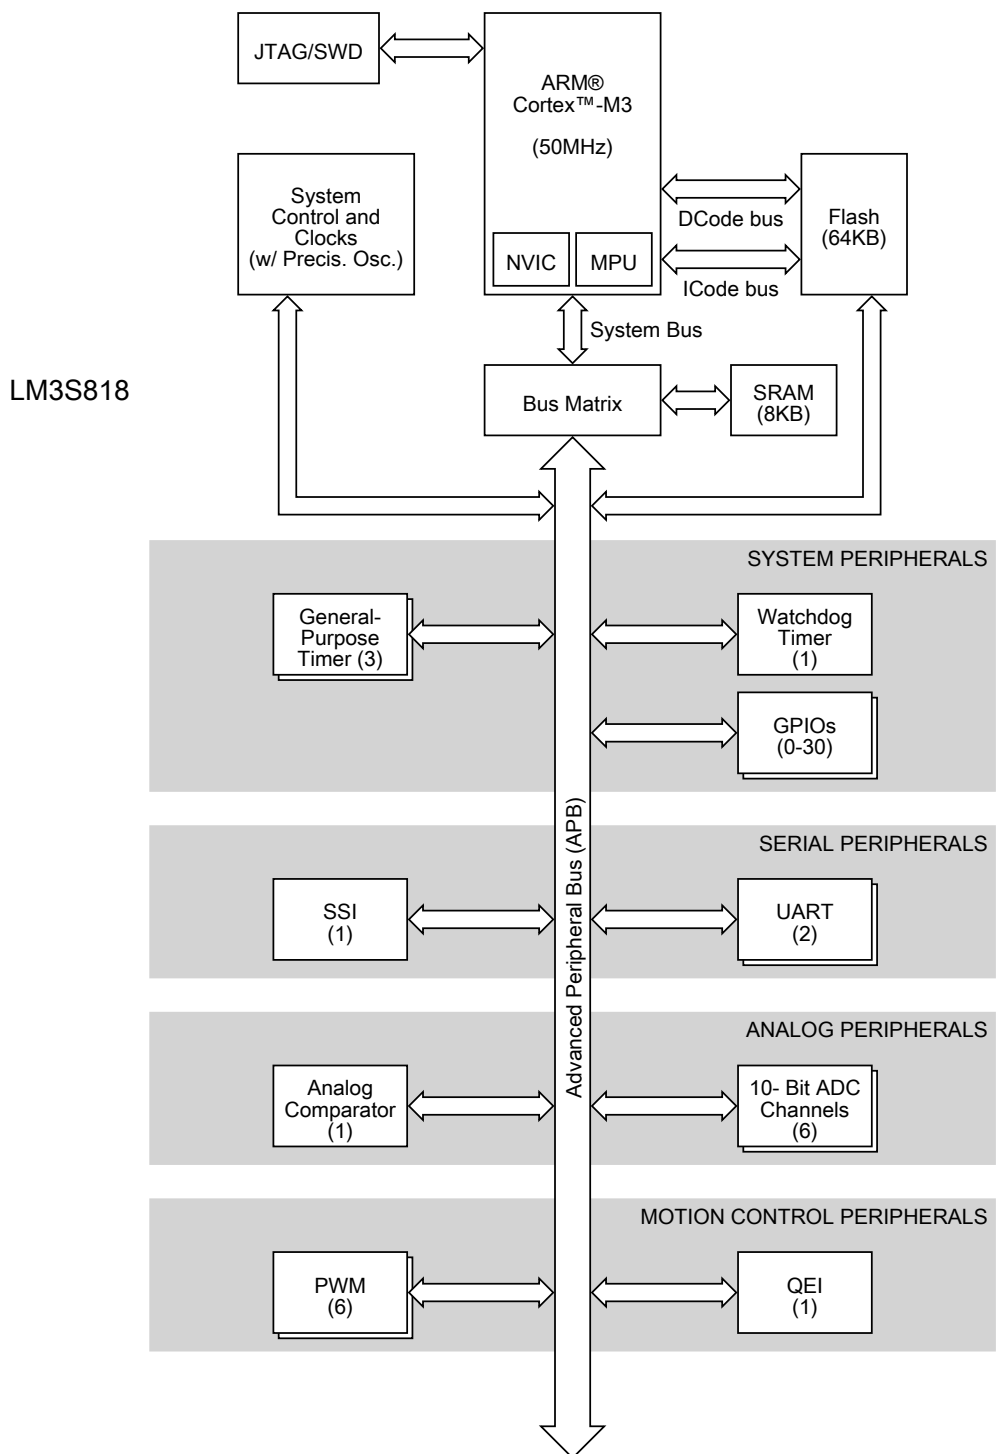 JTAG/SWD
ARM®
Cortex™-M3
(50MHz)
NVIC
MPU
System
Control and
Clocks
(w/ Precis. Osc.)
DCode bus
ICode bus
Flash
(64KB)
System Bus
LM3S818
Bus Matrix
SRAM
(8KB)
Advanced Peripheral Bus (APB)
SYSTEM PERIPHERALS
General-
Purpose
Timer (3)
Watchdog
Timer
(1)
GPIOs
(0-30)
SERIAL PERIPHERALS
SSI
(1)
UART
(2)
ANALOG PERIPHERALS
Analog
Comparator
(1)
10- Bit ADC
Channels
(6)
MOTION CONTROL PERIPHERALS
PWM
(6)
QEI
(1)